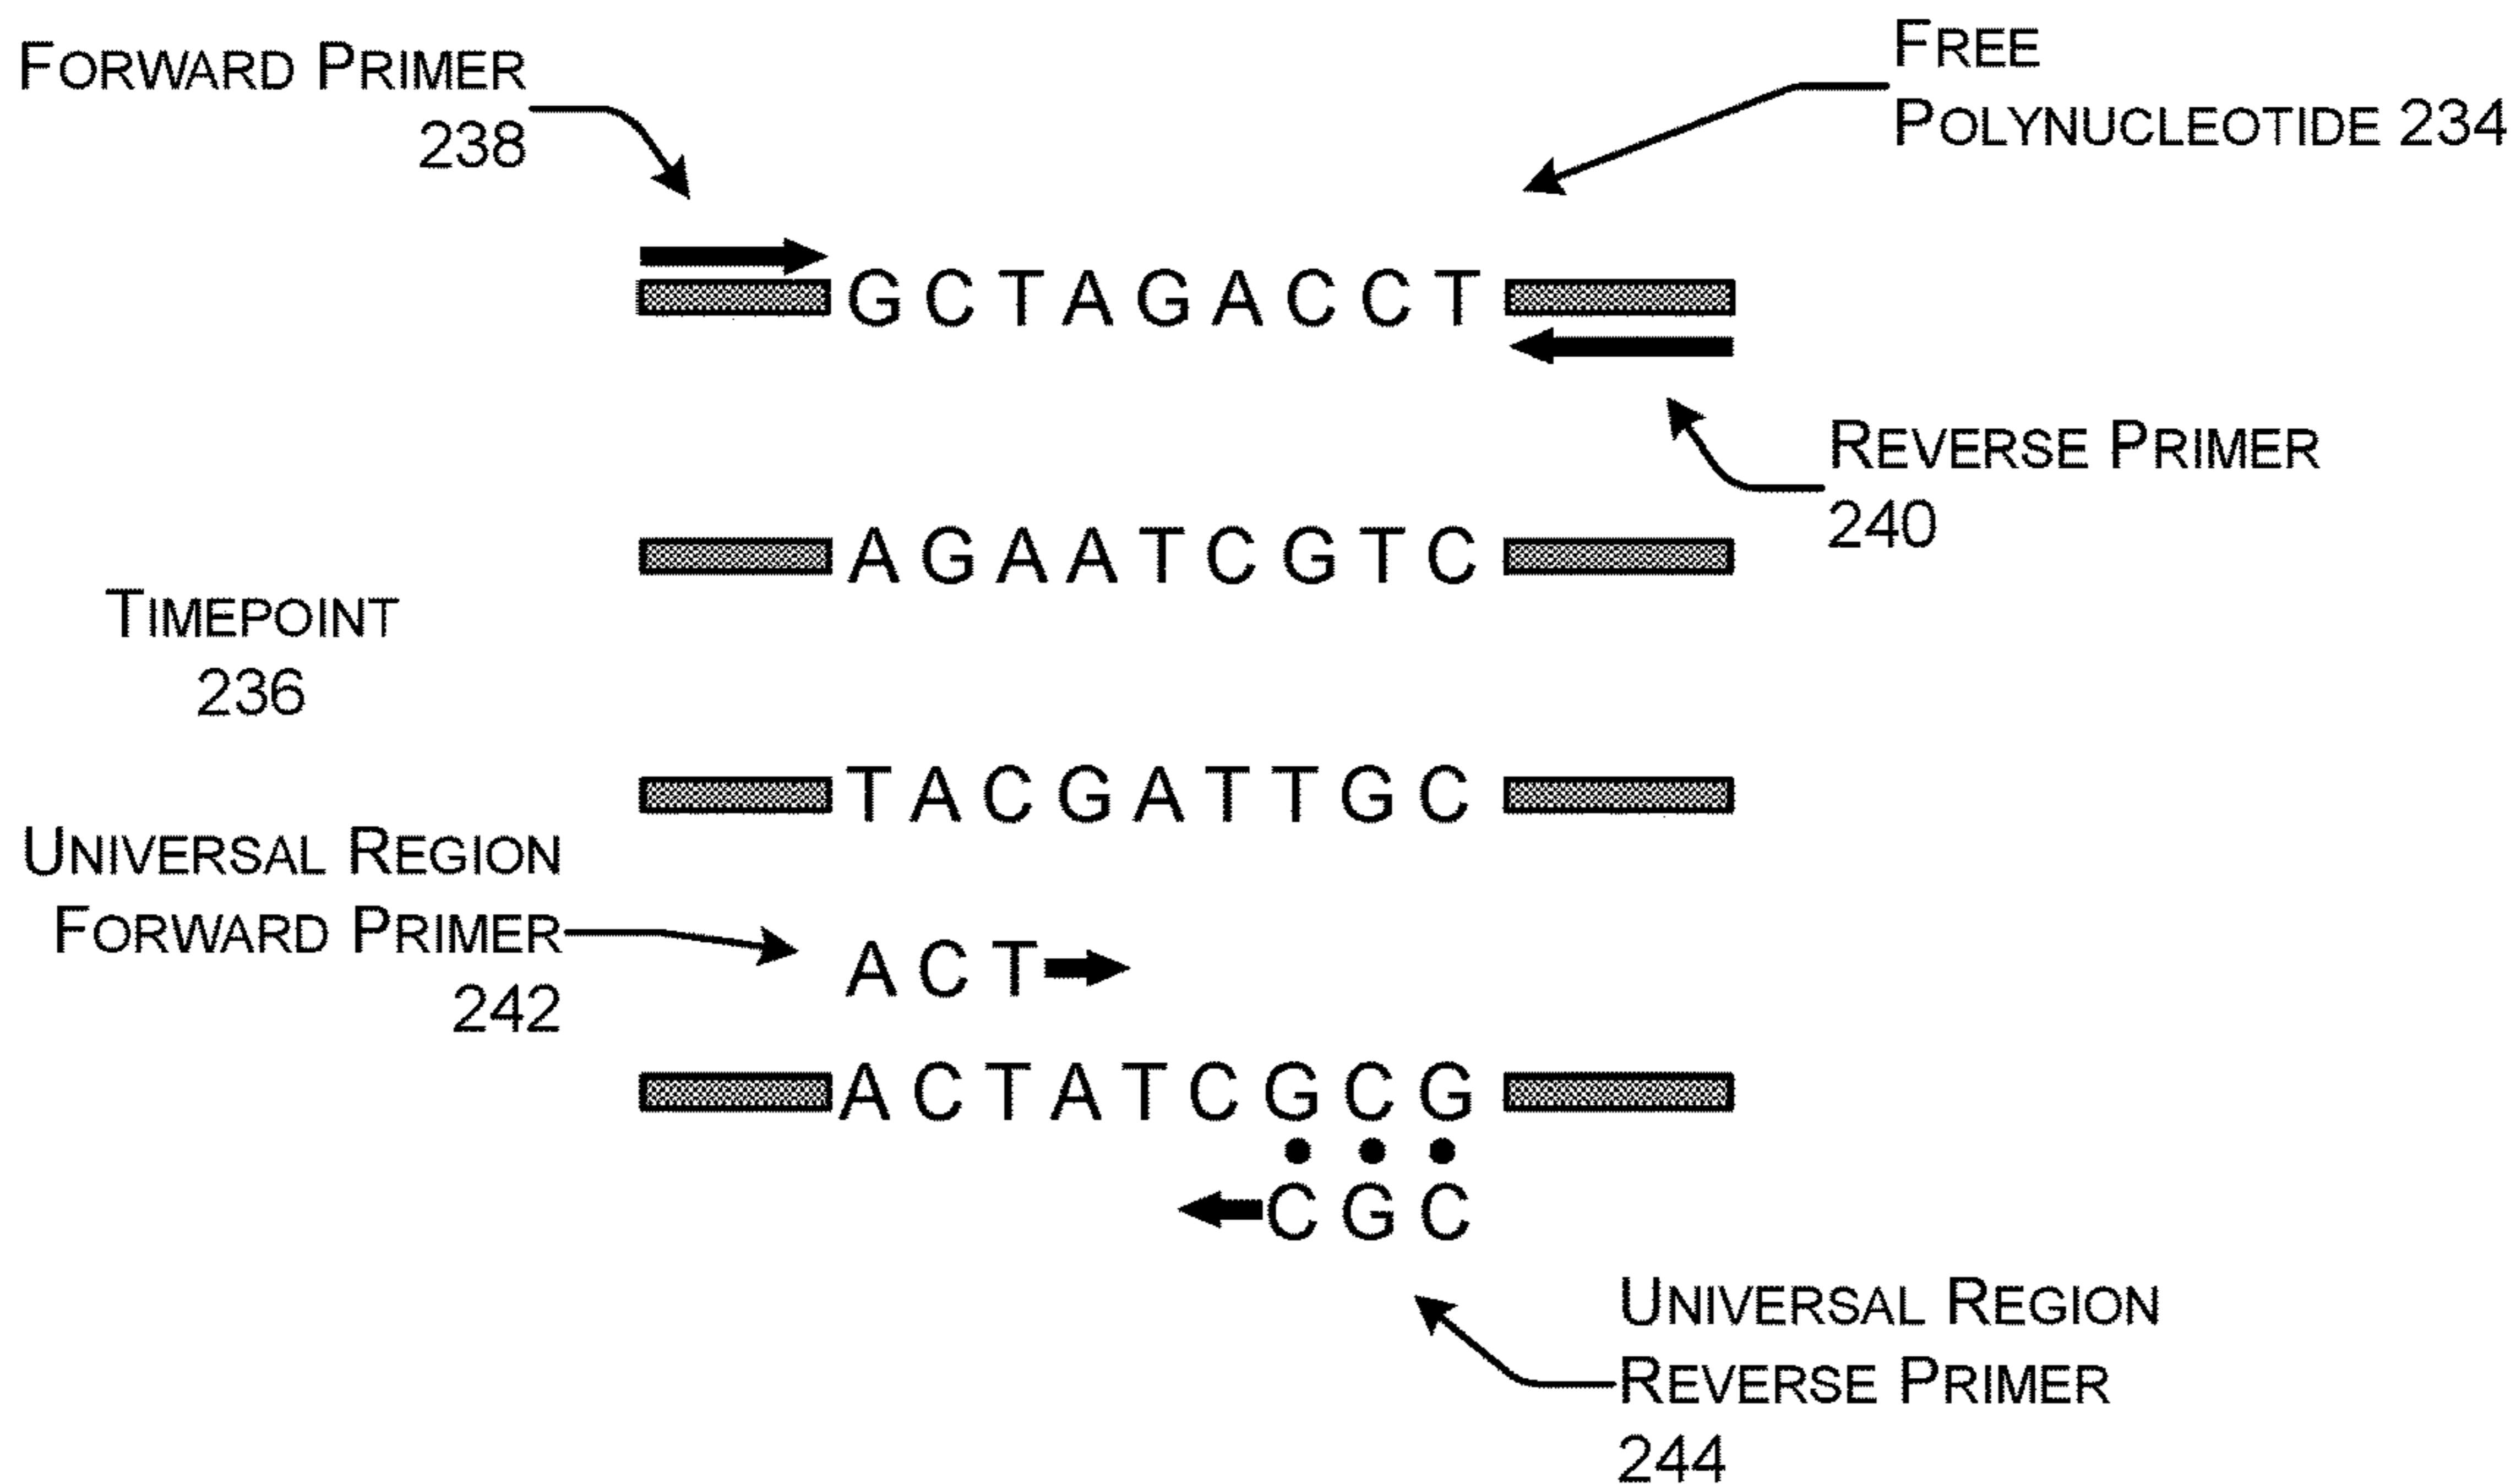 FORWARD PRIMER
238
FREE
POLYNUCLEOTIDE 234
G C T A G A C C T
REVERSE PRIMER
240
A G A A T C G T C
TIMEPOINT
236
T A C G A T T G C
UNIVERSAL REGION
FORWARD PRIMER
242
A C T
A C T A T C G C G
C G C
UNIVERSAL REGION
REVERSE PRIMER
244